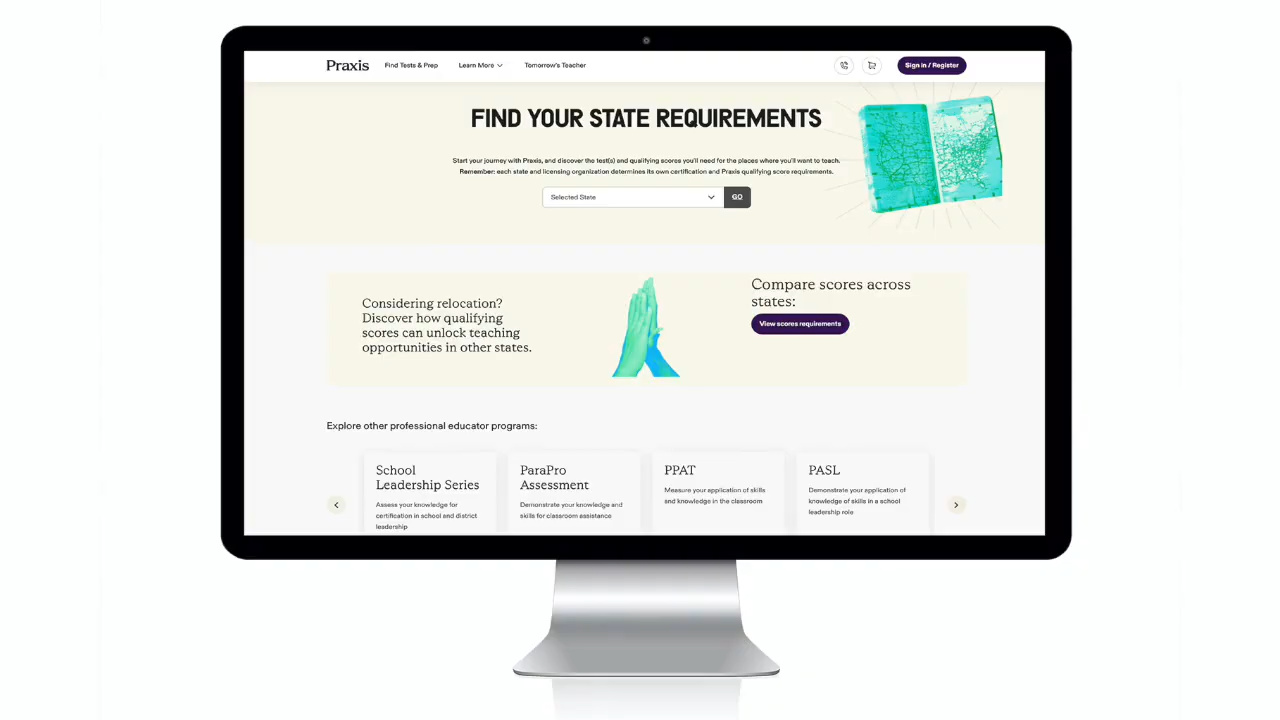 Praxis
Find Tests & Prep
Learn More
Tomorrow's Teacher
Sign in / Register
FIND YOUR STATE REQUIREMENTS
Start your journey with Praxis, and discover the test(s) and qualifying scores you'll need for the places where you'll want to teach.
Remember: each state and licensing organization determines its own certification and Praxis qualifying score requirements.
Selected State
GO
Considering relocation?
Discover how qualifying
scores can unlock teaching
opportunities in other states.
Compare scores across
states:
View scores requirements
Explore other professional educator programs:
School
Leadership Series
Assess your knowledge for
certification in school and district
leadership
ParaPro
Assessment
Demonstrate your knowledge and
skills for classroom assistance
PPAT
Measure your application of skills
and knowledge in the classroom
PASL
Demonstrate your application of
knowledge of skills in a school
leadership role